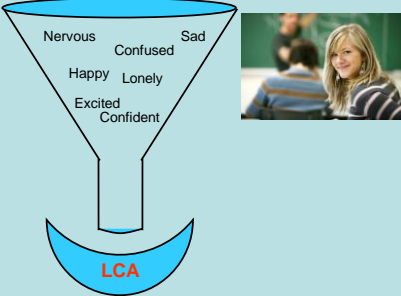 Nervous Sad
Confused
Happy Lonely
Excited
Confident
LCA